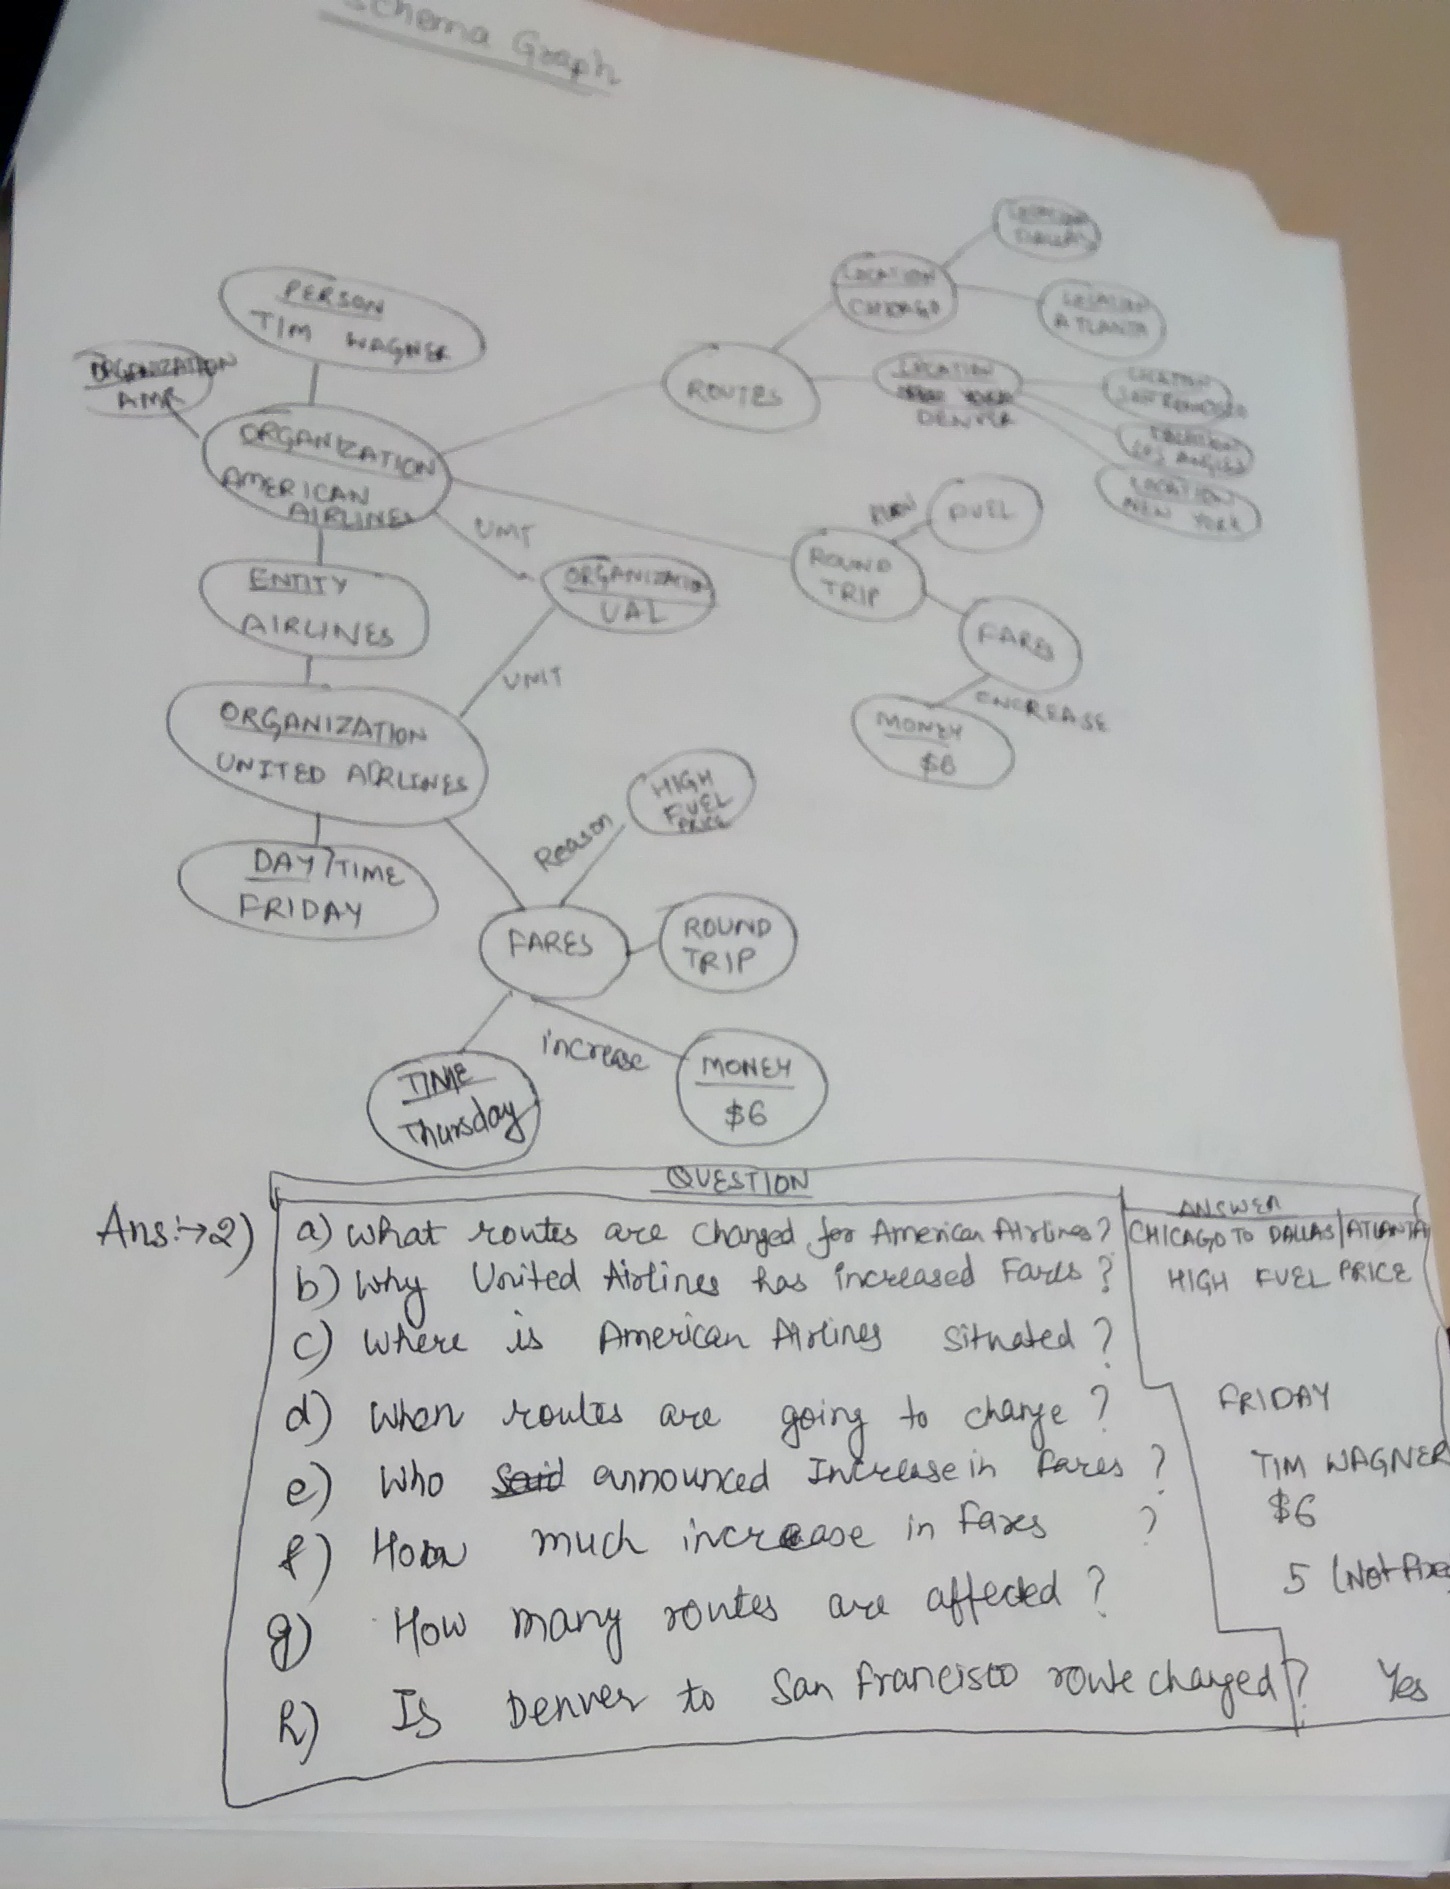 Schema Graph
PERSON
TIM WAGNER
ORGANIZATION
AMR
ORGANIZATION
AMERICAN
AIRLINES
ENTITY
AIRLINES
ORGANIZATION
UNITED AIRLINES
DAY/TIME
FRIDAY
UNIT
ORGANIZATION
UAL
UNIT
ROUTES
LOCATION
CHICAGO
LOCATION
DALLAS
LOCATION
ATLANTA
LOCATION
DENVER
LOCATION
SAN FRANCISCO
LOCATION
LOS ANGLES
LOCATION
NEW YORK
ROUND
TRIP
FUEL
FARES
INCREASE
MONEY
$6
FARES
Reason
HIGH
FUEL
PRICE
ROUND
TRIP
increase
MONEY
$6
TIME
Thursday
QUESTION
ANSWER
Ans:→2)
a) What routes are changed for American Airlines? CHICAGO TO DALLAS/ATLANTA
b) Why United Airlines has increased Fares? HIGH FUEL PRICE
c) Where is American Airlines situated?
d) When routes are going to change? FRIDAY
e) Who said announced Increase in fares? TIM WAGNER
f) How much increase in fares ? $6
g) How many routes are affected? 5 (Not Fixed
h) Is Denver to San Francisco route changed? Yes